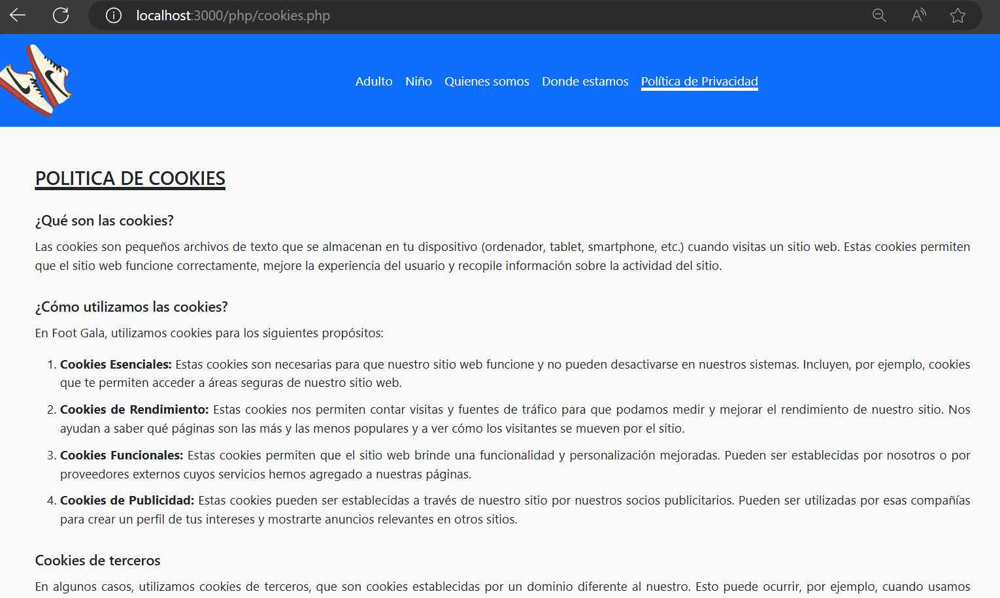 localhost:3000/php/cookies.php
Adulto Niño Quienes somos Donde estamos Política de Privacidad
POLITICA DE COOKIES
¿Qué son las cookies?
Las cookies son pequeños archivos de texto que se almacenan en tu dispositivo (ordenador, tablet, smartphone, etc.) cuando visitas un sitio web. Estas cookies permiten
que el sitio web funcione correctamente, mejore la experiencia del usuario y recopile información sobre la actividad del sitio.
¿Cómo utilizamos las cookies?
En Foot Gala, utilizamos cookies para los siguientes propósitos:
1. Cookies Esenciales: Estas cookies son necesarias para que nuestro sitio web funcione y no pueden desactivarse en nuestros sistemas. Incluyen, por ejemplo, cookies
que te permiten acceder a áreas seguras de nuestro sitio web.
2. Cookies de Rendimiento: Estas cookies nos permiten contar visitas y fuentes de tráfico para que podamos medir y mejorar el rendimiento de nuestro sitio. Nos
ayudan a saber qué páginas son las más y las menos populares y a ver cómo los visitantes se mueven por el sitio.
3. Cookies Funcionales: Estas cookies permiten que el sitio web brinde una funcionalidad y personalización mejoradas. Pueden ser establecidas por nosotros o por
proveedores externos cuyos servicios hemos agregado a nuestras páginas.
4. Cookies de Publicidad: Estas cookies pueden ser establecidas a través de nuestro sitio por nuestros socios publicitarios. Pueden ser utilizadas por esas compañías
para crear un perfil de tus intereses y mostrarte anuncios relevantes en otros sitios.
Cookies de terceros
En algunos casos, utilizamos cookies de terceros, que son cookies establecidas por un dominio diferente al nuestro. Esto puede ocurrir, por ejemplo, cuando usamos